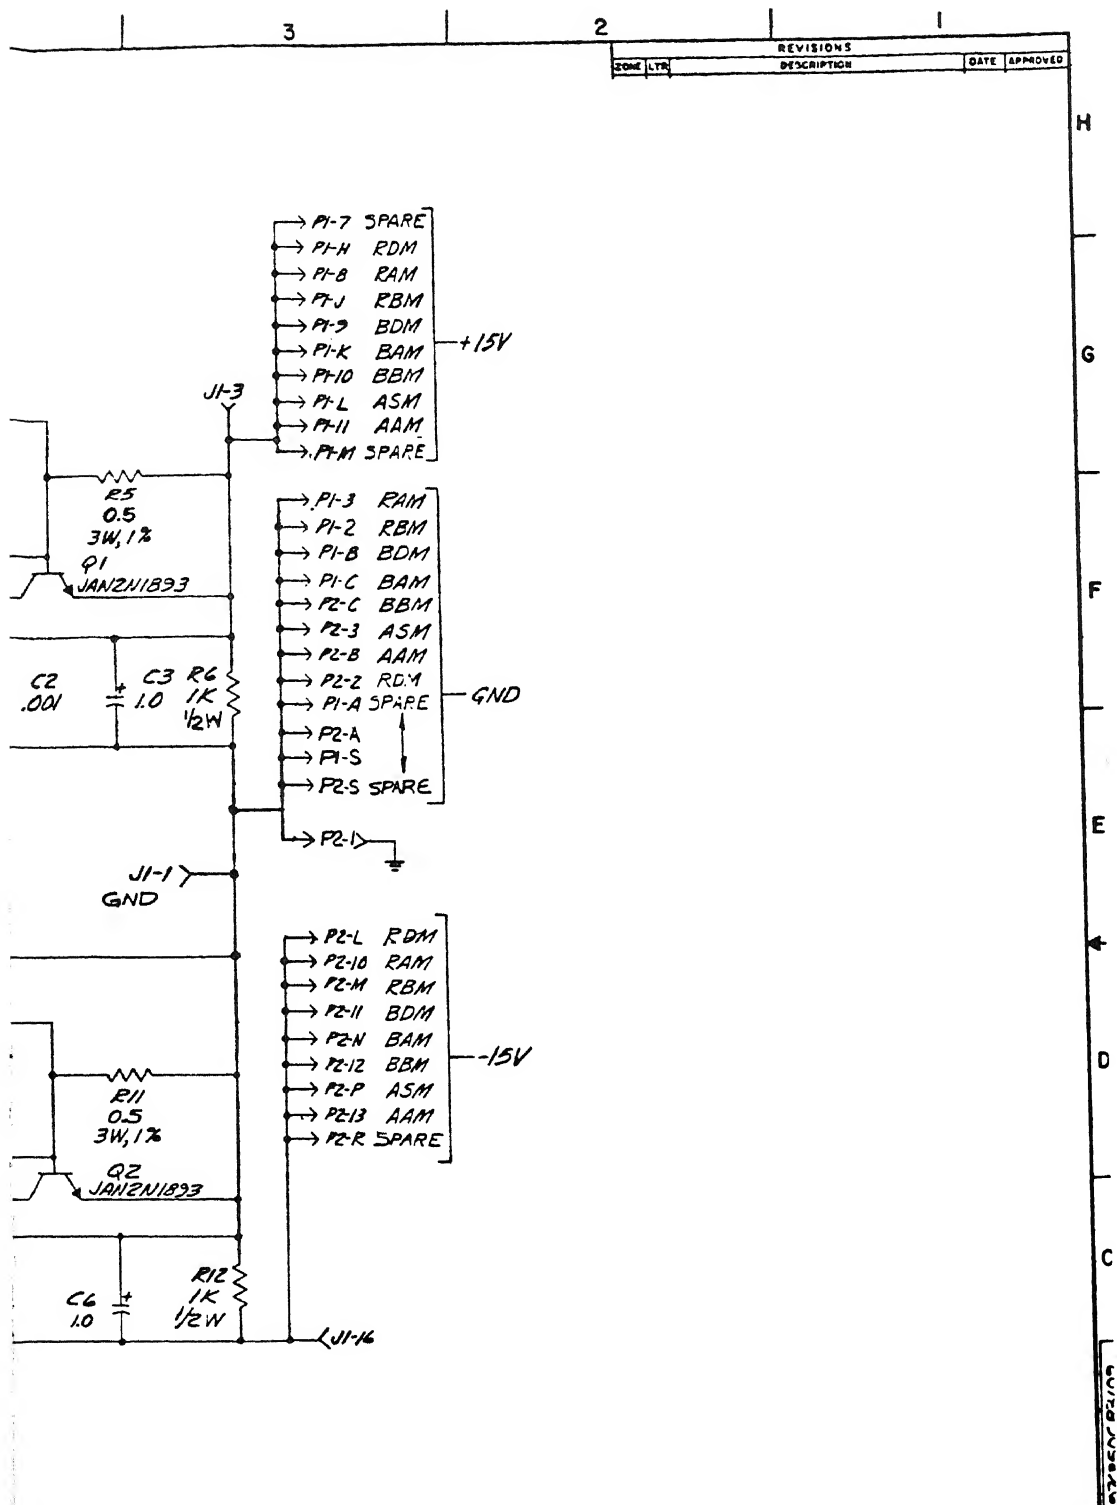 3 2 1
REVISIONS
ZONE LTR DESCRIPTION DATE APPROVED
H
P1-7 SPARE
P1-H RDM
P1-8 RAM
P1-J RBM
P1-9 BDM
+15V
P1-K BAM
G
P1-10 BBM
J1-3
P1-L ASM
P1-11 AAM
P1-M SPARE
R5
0.5
3W, 1%
Q1
JAN2N1893
P1-3 RAM
P1-2 RBM
P1-B BDM
P1-C BAM
F
P2-C BBM
P2-3 ASM
P2-B AAM
P2-2 RDM
GND
P1-A SPARE
P2-A
P1-S
P2-S SPARE
C2
.001
C3
1.0
R6
1K
1/2W
E
P2-1
J1-1
GND
P2-L RDM
P2-10 RAM
P2-M RBM
P2-11 BDM
P2-N BAM
-15V
P2-12 BBM
D
P2-P ASM
P2-13 AAM
P2-R SPARE
R11
0.5
3W, 1%
Q2
JAN2N1893
C
R12
1K
1/2W
C6
1.0
J1-16